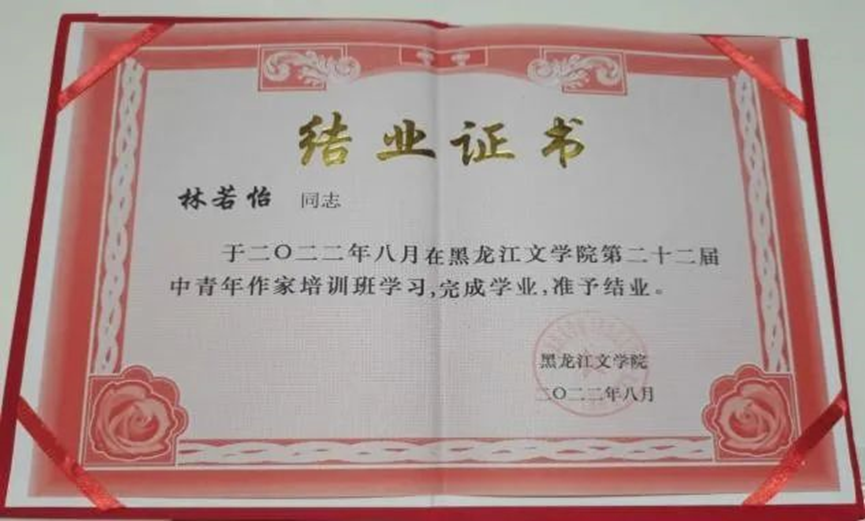 结业证书
林若怡 同志
于二〇二二年八月在黑龙江文学院第二十二届
中青年作家培训班学习,完成学业,准予结业。
黑龙江文学院
二〇二二年八月